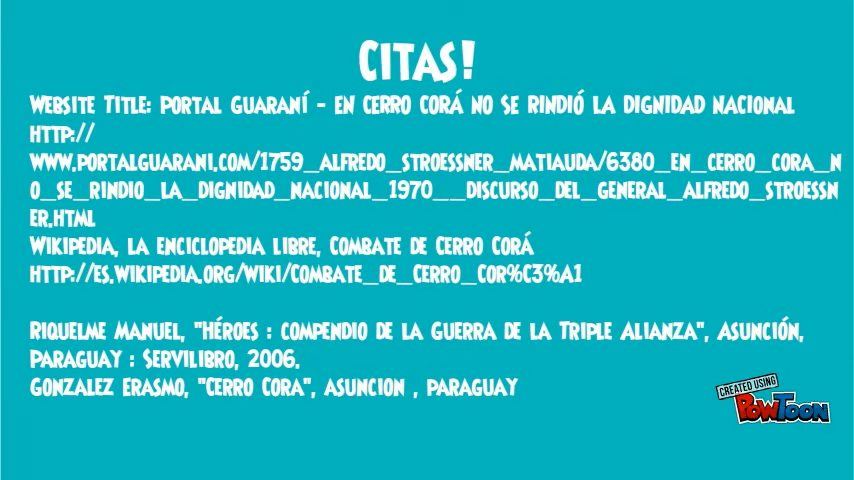 CITAS!
WEBSITE TITLE: PORTAL GUARANÍ - EN CERRO CORÁ NO SE RINDIÓ LA DIGNIDAD NACIONAL
HTTP://
WWW.PORTALGUARANI.COM/1759_ALFREDO_STROESSNER_MATIAUDA/6380_EN_CERRO_CORA_N
O_SE_RINDIO_LA_DIGNIDAD_NACIONAL_1970__DISCURSO_DEL_GENERAL_ALFREDO_STROESSN
ER.HTML
WIKIPEDIA, LA ENCICLOPEDIA LIBRE, COMBATE DE CERRO CORÁ
HTTP://ES.WIKIPEDIA.ORG/WIKI/COMBATE_DE_CERRO_COR%C3%A1
RIQUELME MANUEL, "HÉROES : COMPENDIO DE LA GUERRA DE LA TRIPLE ALIANZA", ASUNCIÓN,
PARAGUAY : SERVILIBRO, 2006.
GONZALEZ ERASMO, "CERRO CORA", ASUNCION , PARAGUAY
CREATED USING
POWTOON